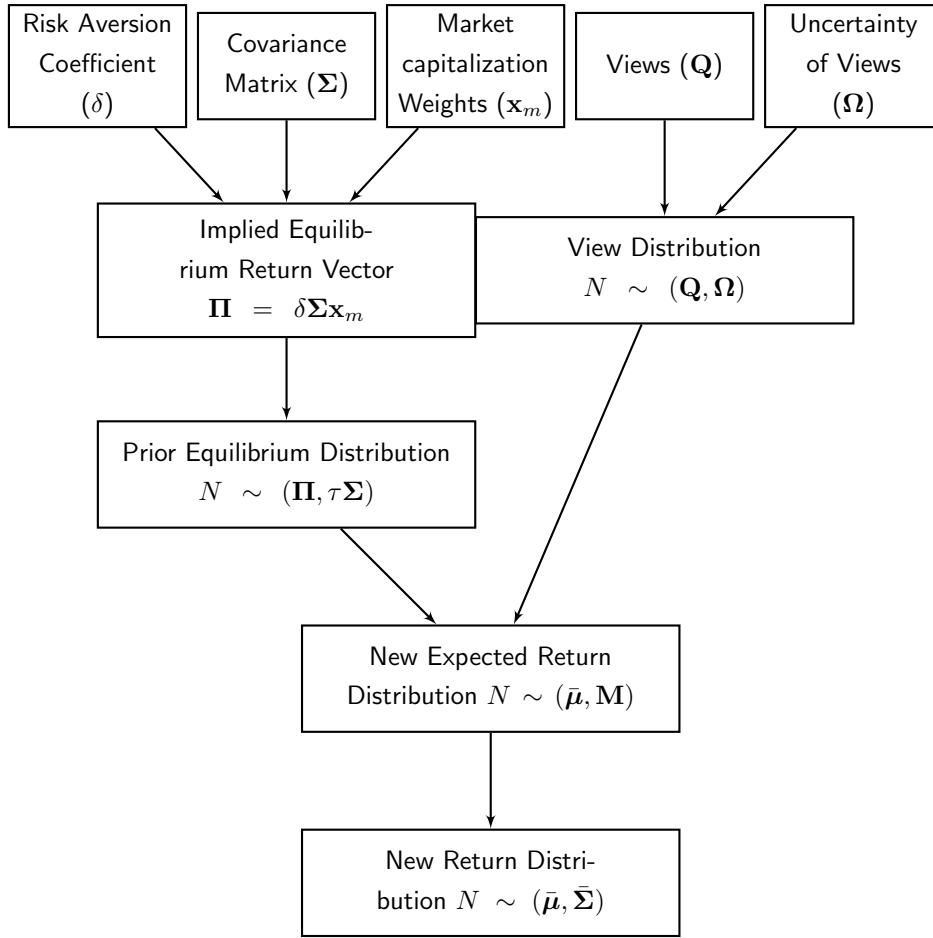 Risk Aversion
Coefficient
(δ)
Covariance
Matrix (Σ)
Market
capitalization
Weights (x_m)
Views (Q)
Uncertainty
of Views
(Ω)
Implied Equilib-
rium Return Vector
Π = δΣx_m
View Distribution
N ∼ (Q, Ω)
Prior Equilibrium Distribution
N ∼ (Π, τΣ)
New Expected Return
Distribution N ∼ (μ̄, M)
New Return Distri-
bution N ∼ (μ̄, Σ̄)